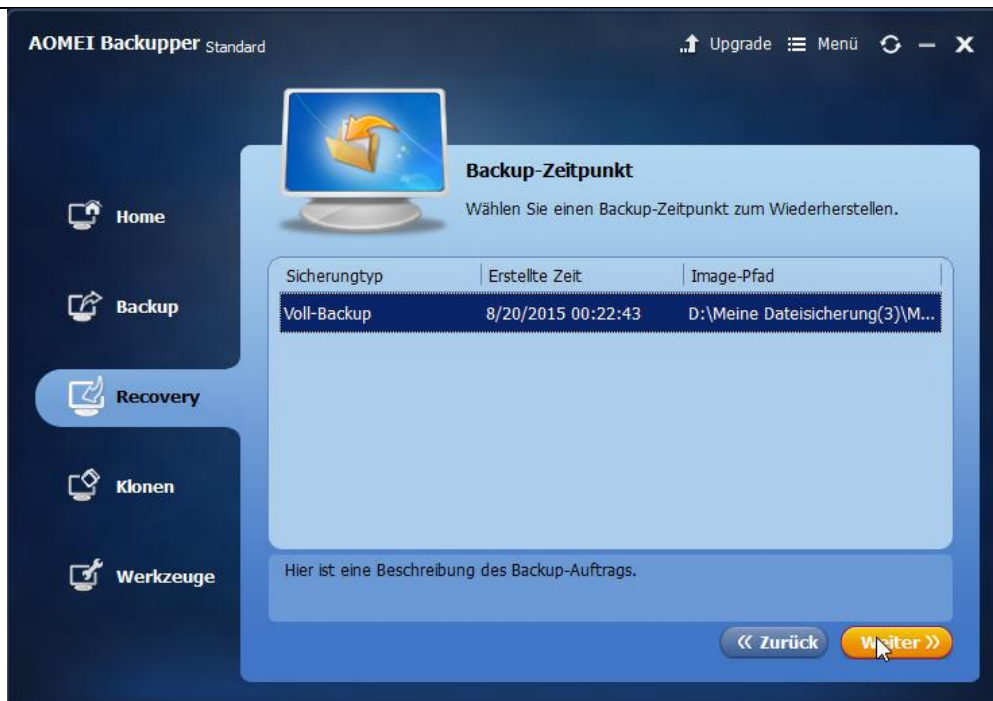 AOMEI Backupper Standard
Upgrade Menü
Backup-Zeitpunkt
Wählen Sie einen Backup-Zeitpunkt zum Wiederherstellen.
Home
Backup
Recovery
Klonen
Werkzeuge
Sicherungtyp Erstellte Zeit Image-Pfad
Voll-Backup 8/20/2015 00:22:43 D:\Meine Dateisicherung(3)\M...
Hier ist eine Beschreibung des Backup-Auftrags.
« Zurück Weiter »